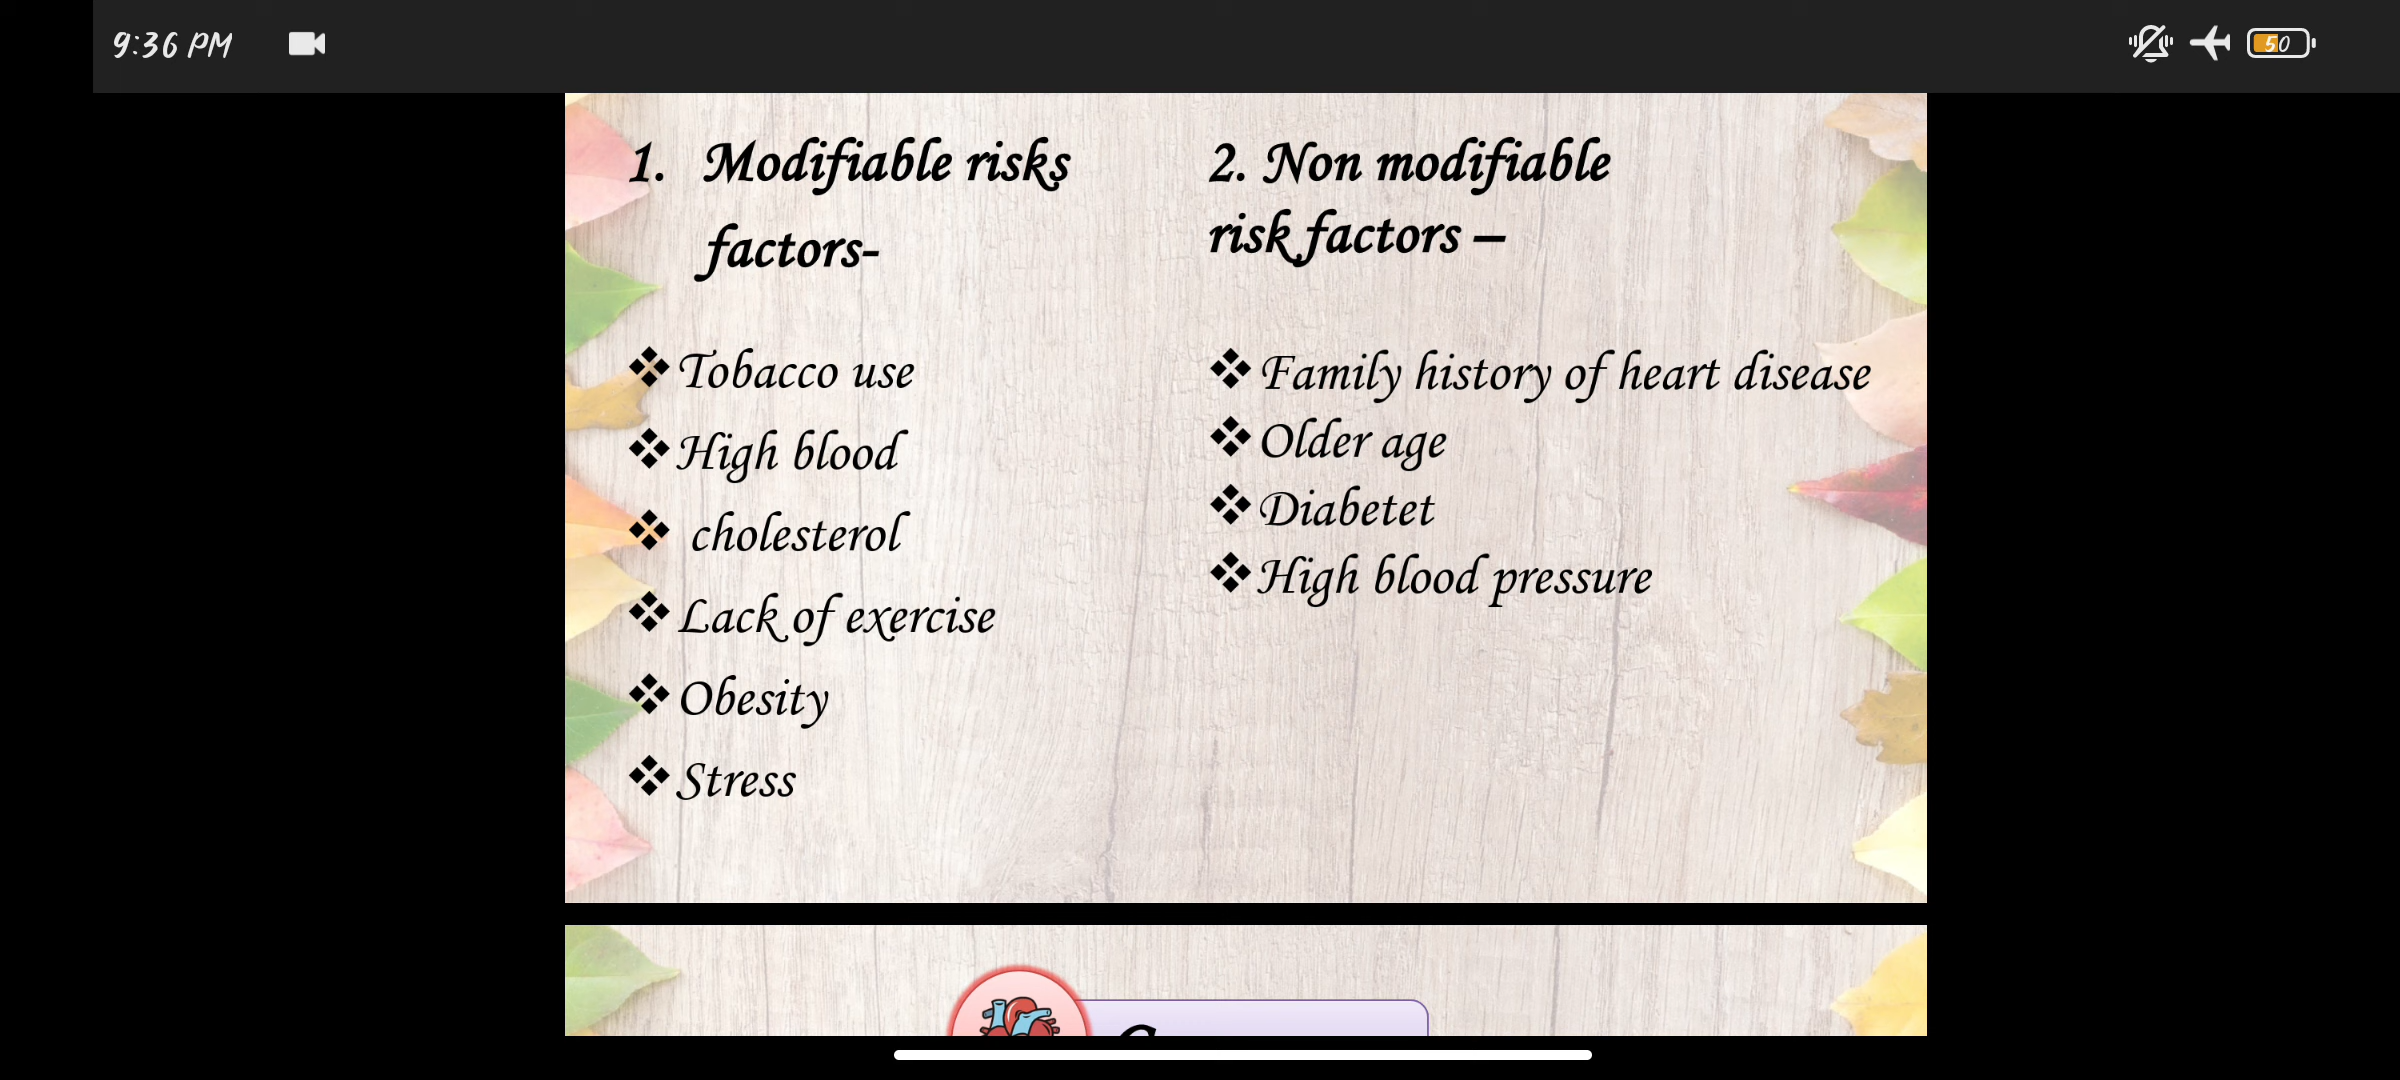 9:36 PM
50
1. Modifiable risks
factors-
❖Tobacco use
❖High blood
❖ cholesterol
❖Lack of exercise
❖Obesity
❖Stress
2. Non modifiable
risk factors –
❖Family history of heart disease
❖Older age
❖Diabetet
❖High blood pressure